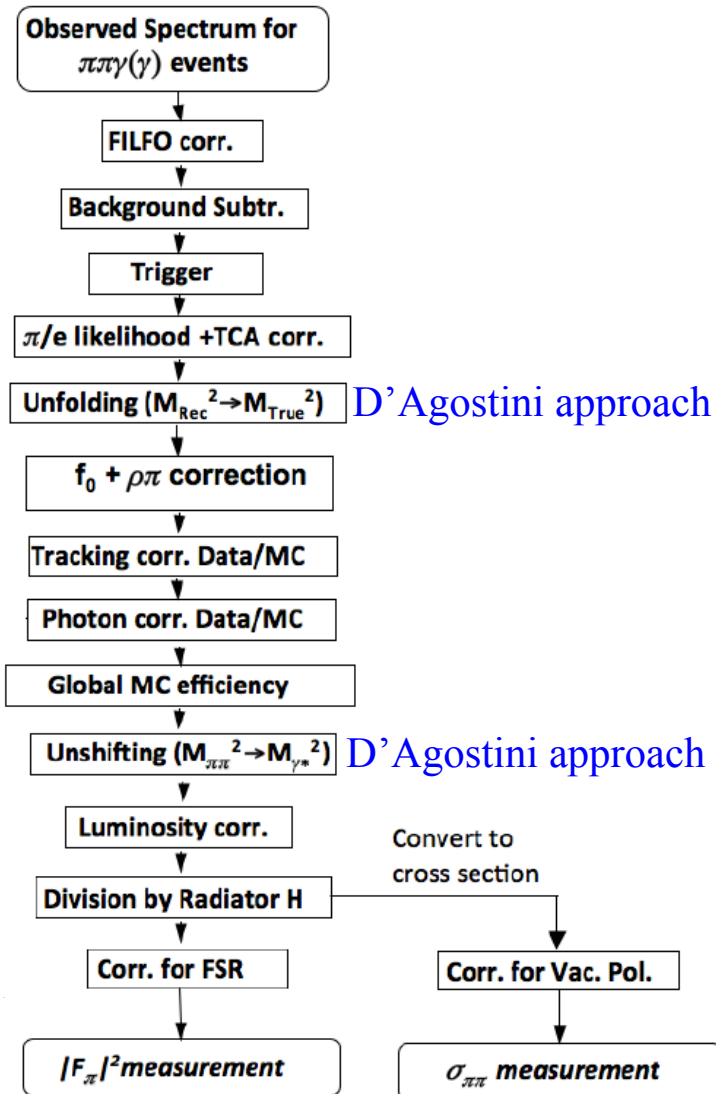 Observed Spectrum for
ππγ(γ) events
FILFO corr.
Background Subtr.
Trigger
π/e likelihood +TCA corr.
Unfolding (M_Rec²→M_True²) D’Agostini approach
f₀ + ρπ correction
Tracking corr. Data/MC
Photon corr. Data/MC
Global MC efficiency
Unshifting (M_ππ²→M_γ*²) D’Agostini approach
Luminosity corr.
Convert to
cross section
Division by Radiator H
Corr. for FSR
Corr. for Vac. Pol.
|F_π|² measurement
σ_ππ measurement